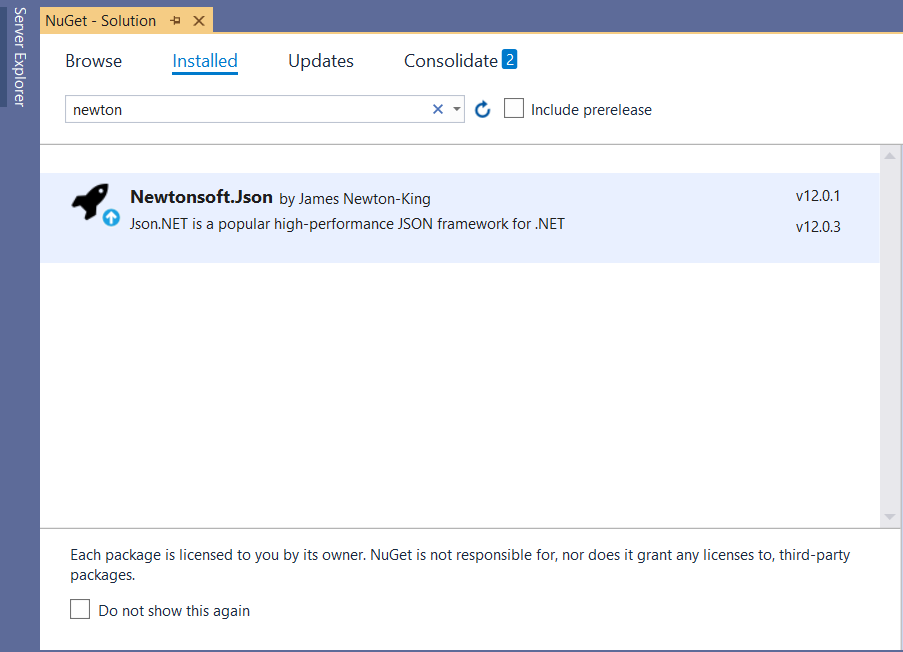 Server Explorer
NuGet - Solution
Browse Installed Updates Consolidate 2
newton Include prerelease
Newtonsoft.Json by James Newton-King v12.0.1
Json.NET is a popular high-performance JSON framework for .NET v12.0.3
Each package is licensed to you by its owner. NuGet is not responsible for, nor does it grant any licenses to, third-party
packages.
Do not show this again